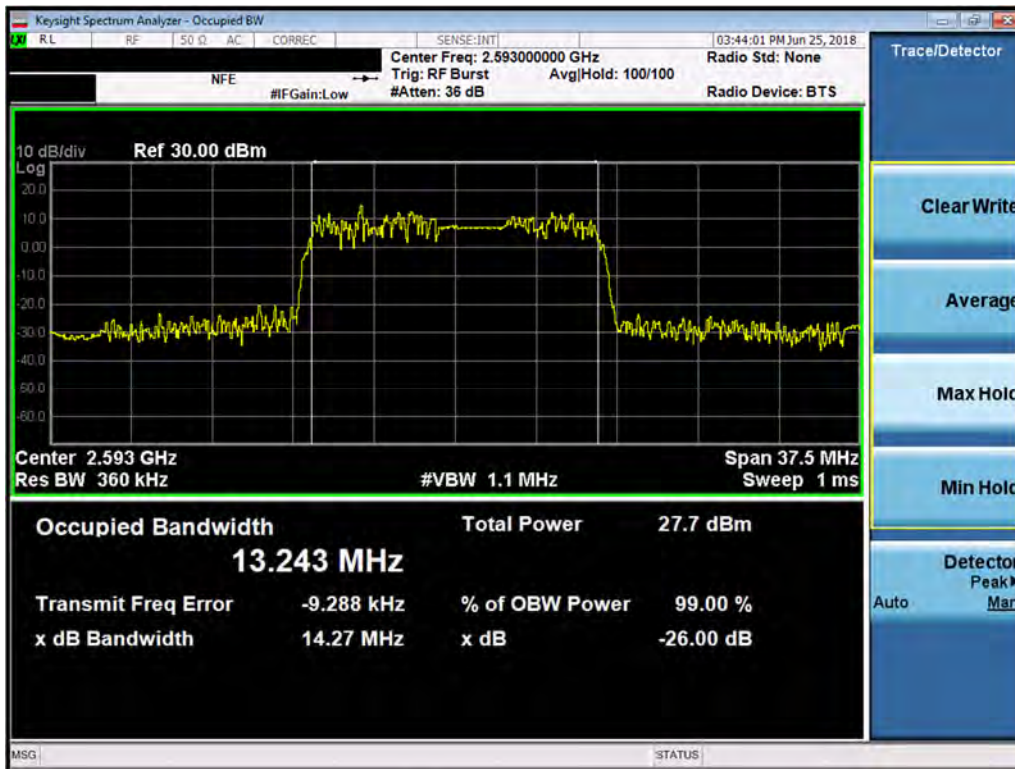 Keysight Spectrum Analyzer - Occupied BW
LXI RL RF 50 Ω AC CORREC SENSE:INT 03:44:01 PM Jun 25, 2018
Center Freq: 2.593000000 GHz Radio Std: None
NFE Trig: RF Burst Avg|Hold: 100/100
#IFGain:Low #Atten: 36 dB Radio Device: BTS
10 dB/div Ref 30.00 dBm
Log
20.0
10.0
0.00
-10.0
-20.0
-30.0
-40.0
-50.0
-60.0
Center 2.593 GHz Span 37.5 MHz
Res BW 360 kHz #VBW 1.1 MHz Sweep 1 ms
Occupied Bandwidth Total Power 27.7 dBm
13.243 MHz
Transmit Freq Error -9.288 kHz % of OBW Power 99.00 %
x dB Bandwidth 14.27 MHz x dB -26.00 dB
MSG STATUS
Trace/Detector
Clear Write
Average
Max Hold
Min Hold
Detector
Peak
Auto Man